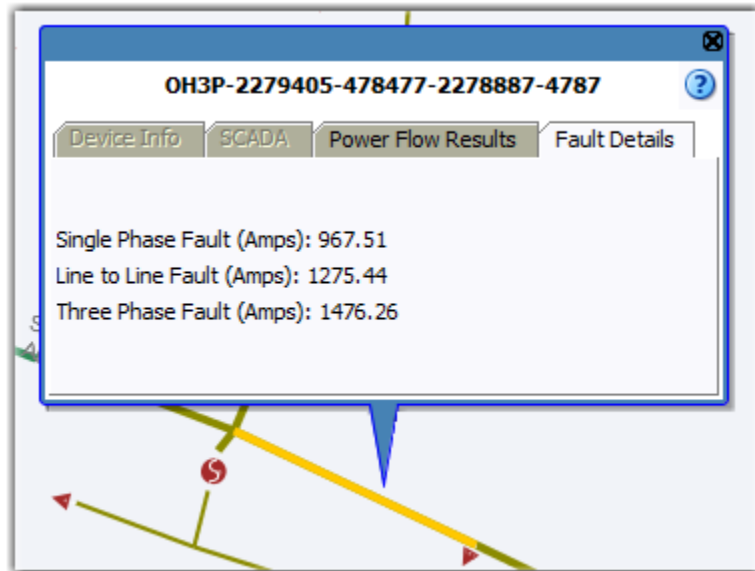 OH3P-2279405-478477-2278887-4787
?
Device Info
SCADA
Power Flow Results
Fault Details
Single Phase Fault (Amps): 967.51
Line to Line Fault (Amps): 1275.44
Three Phase Fault (Amps): 1476.26
S